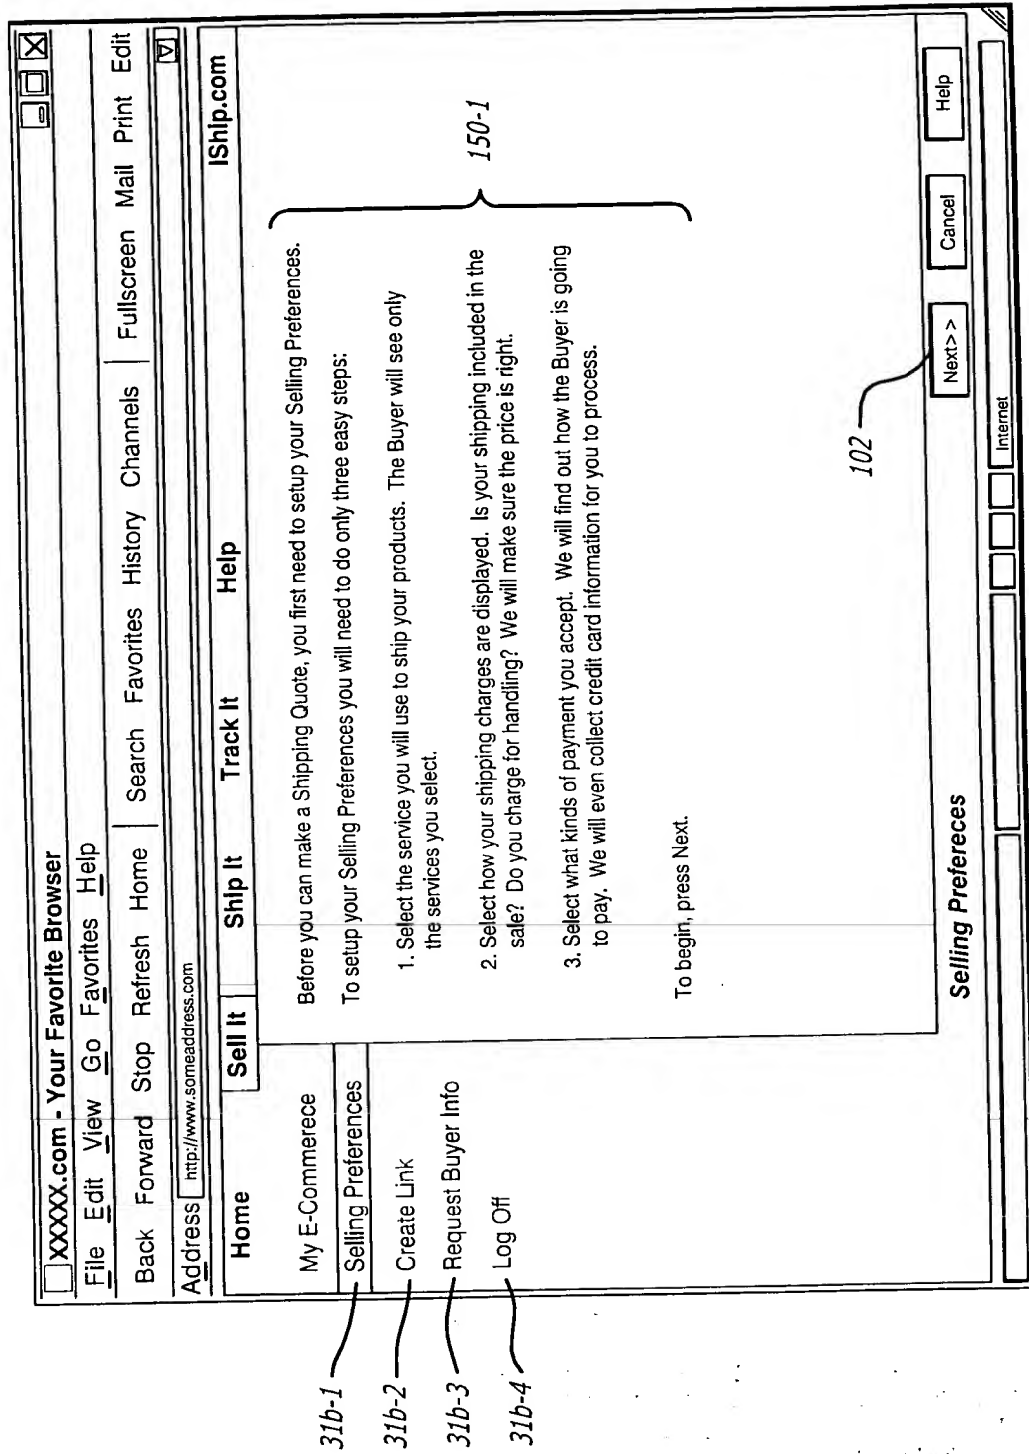 XXXXX.com - Your Favorite Browser
File Edit View Go Favorites Help
Back Forward Stop Refresh Home Search Favorites History Channels Fullscreen Mail Print Edit
Address http://www.someaddress.com
Home Sell It Ship It Track It Help IShip.com
My E-Commerece
31b-1 Selling Preferences
31b-2 Create Link
31b-3 Request Buyer Info
31b-4 Log Off
Before you can make a Shipping Quote, you first need to setup your Selling Preferences.
To setup your Selling Preferences you will need to do only three easy steps:
1. Select the service you will use to ship your products. The Buyer will see only
the services you select.
2. Select how your shipping charges are displayed. Is your shipping included in the
sale? Do you charge for handling? We will make sure the price is right.
3. Select what kinds of payment you accept. We will find out how the Buyer is going
to pay. We will even collect credit card information for you to process.
To begin, press Next.
150-1
102
Selling Prefereces
Next>> Cancel Help
Internet